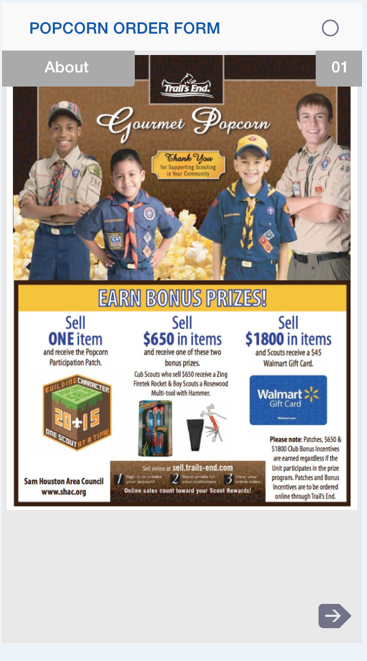 POPCORN ORDER FORM
About
01
Trail's End.
Gourmet Popcorn
Thank You
for Supporting Scouting
in Your Community
EARN BONUS PRIZES!
Sell
ONE item
and receive the Popcorn
Participation Patch.
BUILDING CHARACTER
2015
ONE SCOUT AT A TIME
Sam Houston Area Council
www.shac.org
Sell
$650 in items
and receive one of these two
bonus prizes.
Cub Scouts who sell $650 receive a Zing
Firetek Rocket & Boy Scouts a Rosewood
Multi-tool with Hammer.
Sell
$1800 in items
and Scouts receive a $45
Walmart Gift Card.
Walmart
Gift Card
Please note: Patches, $650 &
$1800 Club Bonus Incentives
are earned regardless if the
Unit participates in the prize
program. Patches and Bonus
Incentives are to be ordered
online through Trail's End.
Sell online at sell.trails-end.com
1
2
3
Online sales count toward your Scout Rewards!